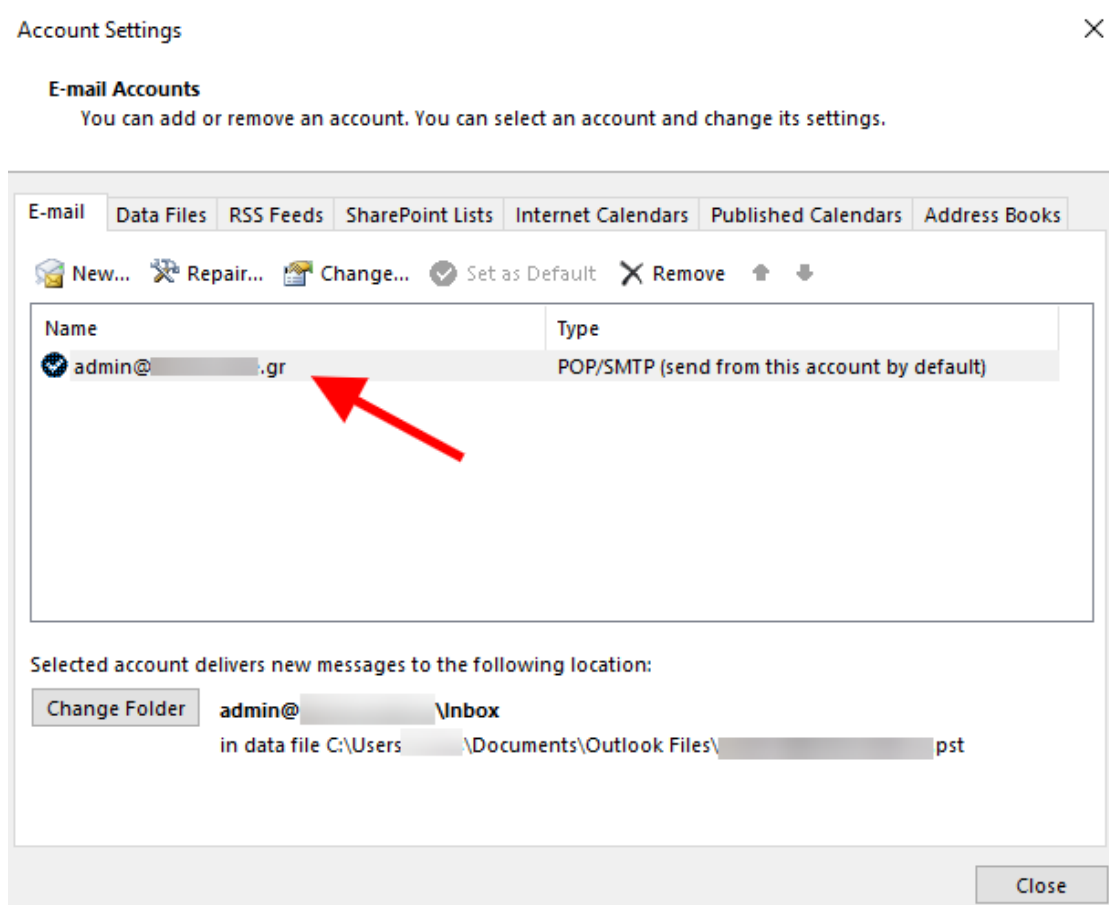 Account Settings
E-mail Accounts
You can add or remove an account. You can select an account and change its settings.
E-mail Data Files RSS Feeds SharePoint Lists Internet Calendars Published Calendars Address Books
New... Repair... Change... Set as Default Remove
Name Type
admin@ .gr POP/SMTP (send from this account by default)
Selected account delivers new messages to the following location:
Change Folder admin@ \Inbox
in data file C:\Users \Documents\Outlook Files\ pst
Close